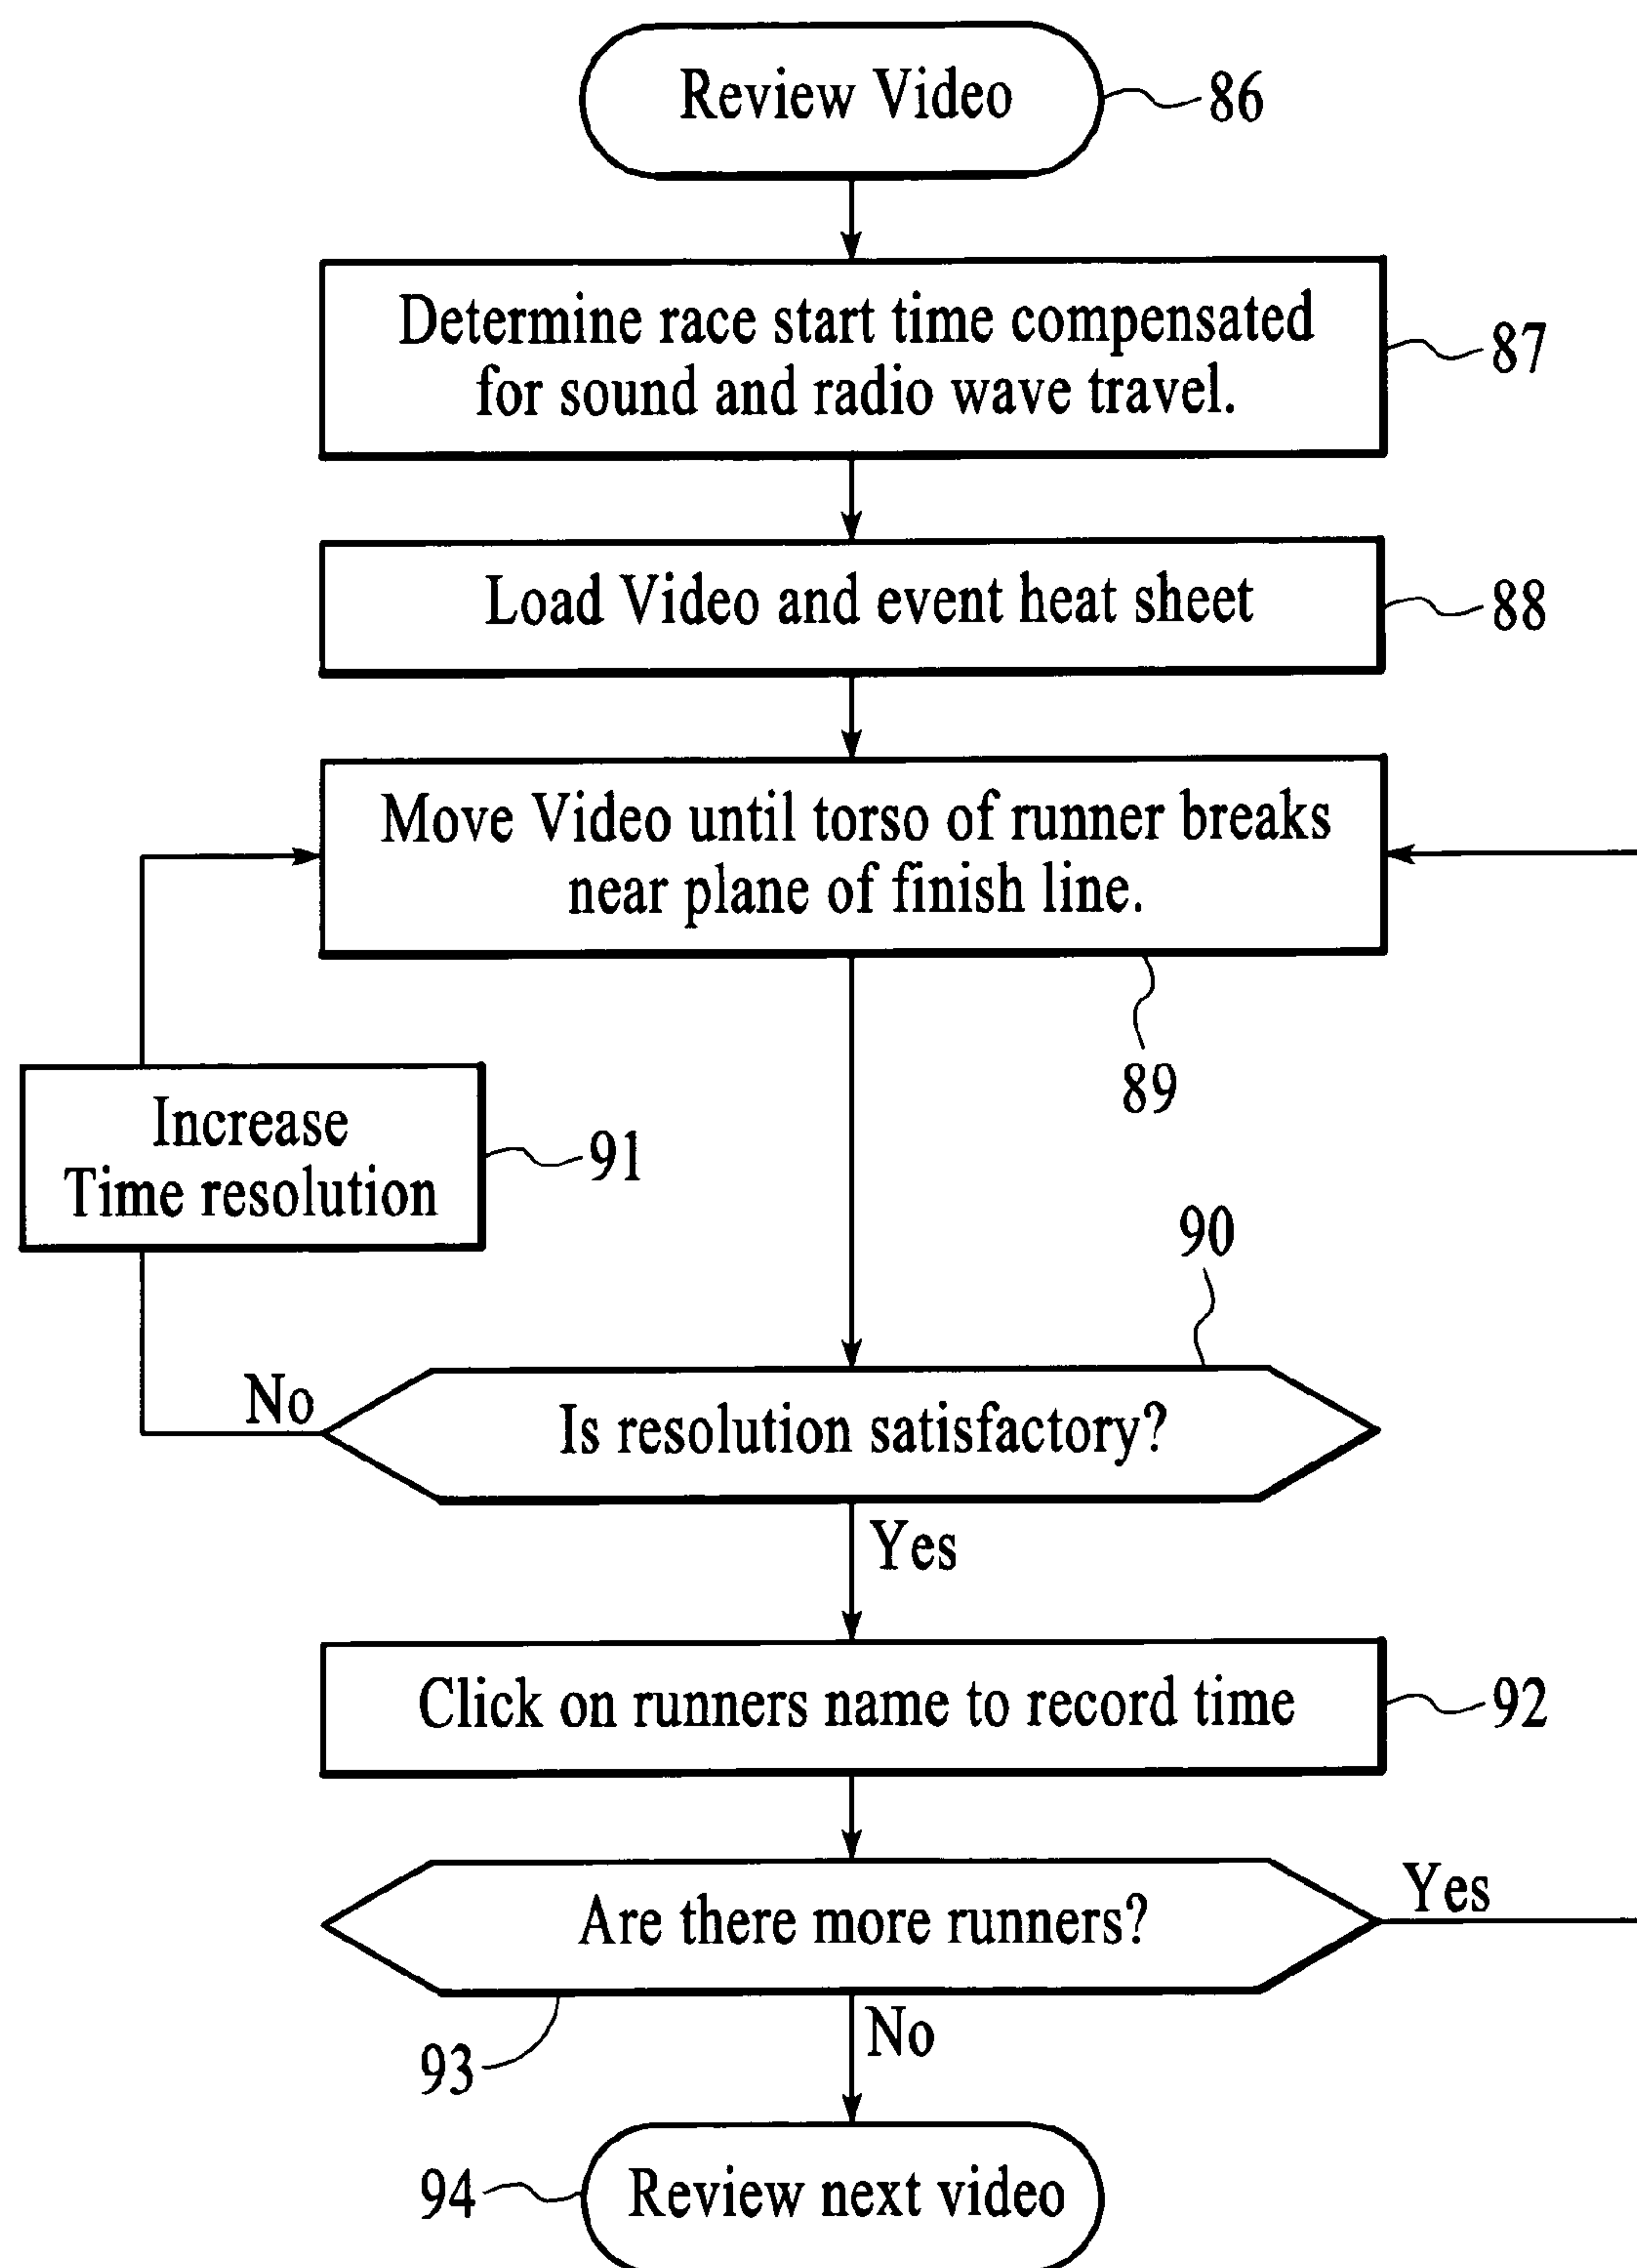 Review Video
86
Determine race start time compensated
for sound and radio wave travel.
87
Load Video and event heat sheet
88
Move Video until torso of runner breaks
near plane of finish line.
89
Increase
Time resolution
91
90
No
Is resolution satisfactory?
Yes
Click on runners name to record time
92
Are there more runners?
Yes
93
No
94
Review next video